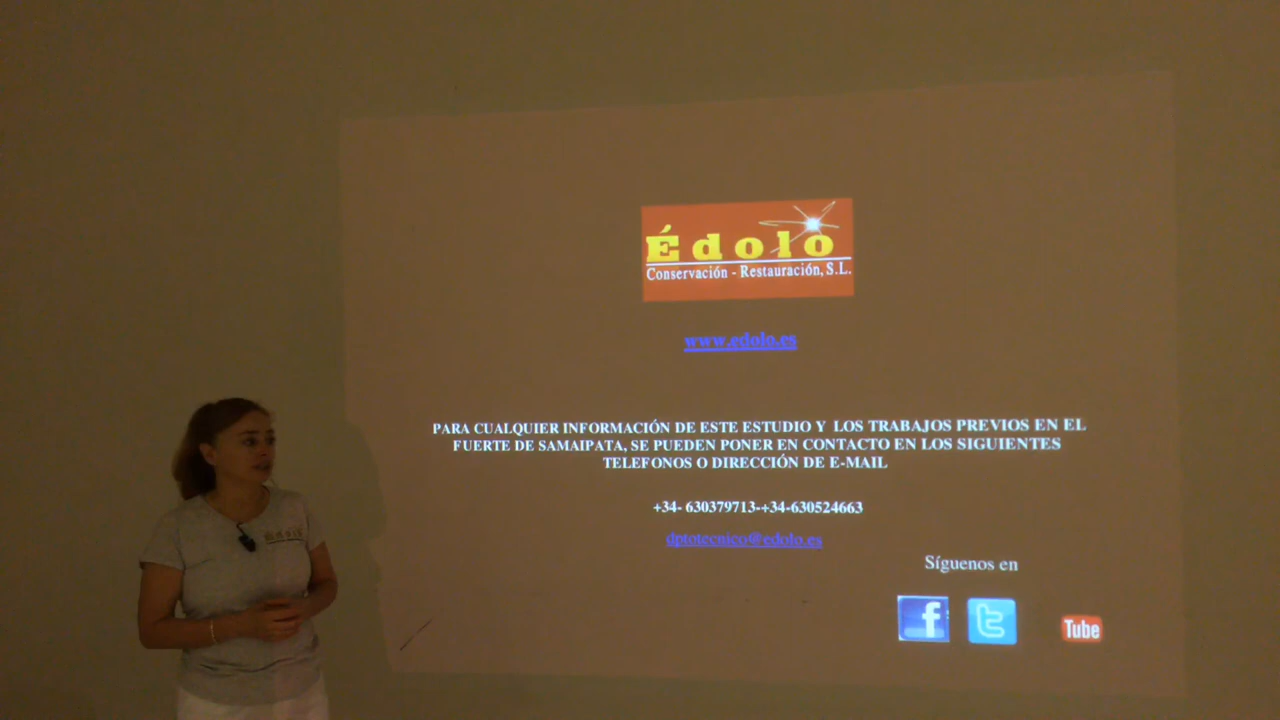 Édolo
Conservación - Restauración, S.L.
www.edolo.es
PARA CUALQUIER INFORMACIÓN DE ESTE ESTUDIO Y LOS TRABAJOS PREVIOS EN EL
FUERTE DE SAMAIPATA, SE PUEDEN PONER EN CONTACTO EN LOS SIGUIENTES
TELEFONOS O DIRECCIÓN DE E-MAIL
+34- 630379713-+34-630524663
dptotecnico@edolo.es
Síguenos en
f t Tube